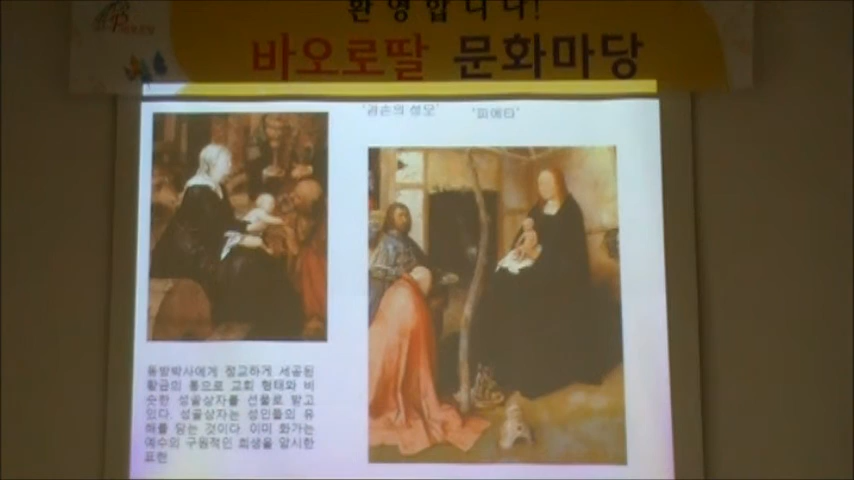 환영합니다!
바오로딸 문화마당
'겸손의 성모' '피에타'
동방박사에게 정교하게 세공된
황금의 통으로 교회 형태와 비
슷한 성골상자를 선물로 받고
있다. 성골상자는 성인들의 유
해를 담는 것이다. 이미 화가는
예수의 구원적인 희생을 암시한
표현